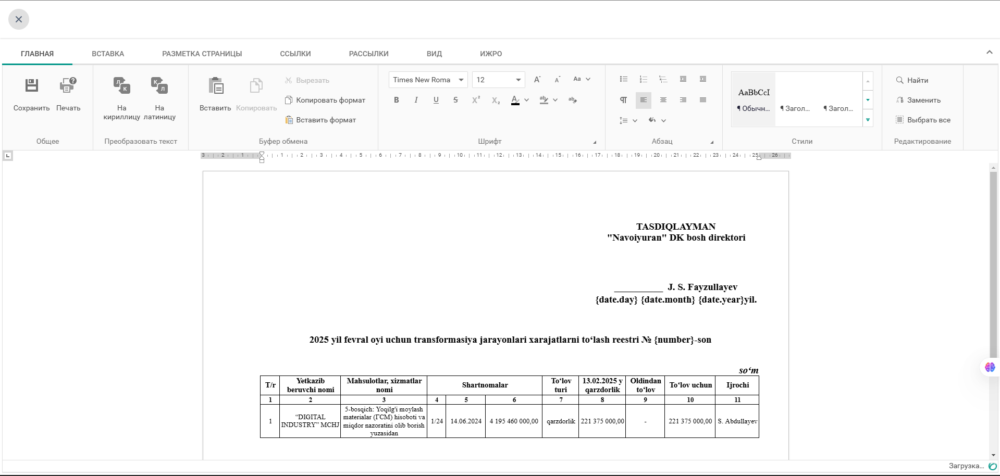 ГЛАВНАЯ ВСТАВКА РАЗМЕТКА СТРАНИЦЫ ССЫЛКИ РАССЫЛКИ ВИД ИЖРО
Сохранить Печать
Общее
На кириллицу
На латиницу
Преобразовать текст
Вставить Копировать
Вырезать
Копировать формат
Вставить формат
Буфер обмена
Times New Roma 12
Шрифт
Абзац
AaBbCcI
¶ Обычн... ¶ Загол... ¶ Загол...
Стили
Найти
Заменить
Выбрать все
Редактирование
3 2 1 1 2 3 4 5 6 7 8 9 10 11 12 13 14 15 16 17 18 19 20 21 22 23 24 25 26
TASDIQLAYMAN
"Navoiyuran" DK bosh direktori
__________ J. S. Fayzullayev
{date.day} {date.month} {date.year}yil.
2025 yil fevral oyi uchun transformasiya jarayonlari xarajatlarni to‘lash reestri № {number}-son
so‘m
T/r
Yetkazib
beruvchi nomi
Mahsulotlar, xizmatlar
nomi
Shartnomalar
To‘lov
turi
13.02.2025 y
qarzdorlik
Oldindan
to‘lov
To‘lov uchun
Ijrochi
1 2 3 4 5 6 7 8 9 10 11
1
“DIGITAL
INDUSTRY” MCHJ
5-bosqich: Yoqilg'i moylash
materialar (ГСМ) hisoboti va
miqdor nazoratini olib borish
yuzasidan
1/24
14.06.2024
4 195 460 000,00
qarzdorlik
221 375 000,00
-
221 375 000,00
S. Abdullayev
Загрузка...